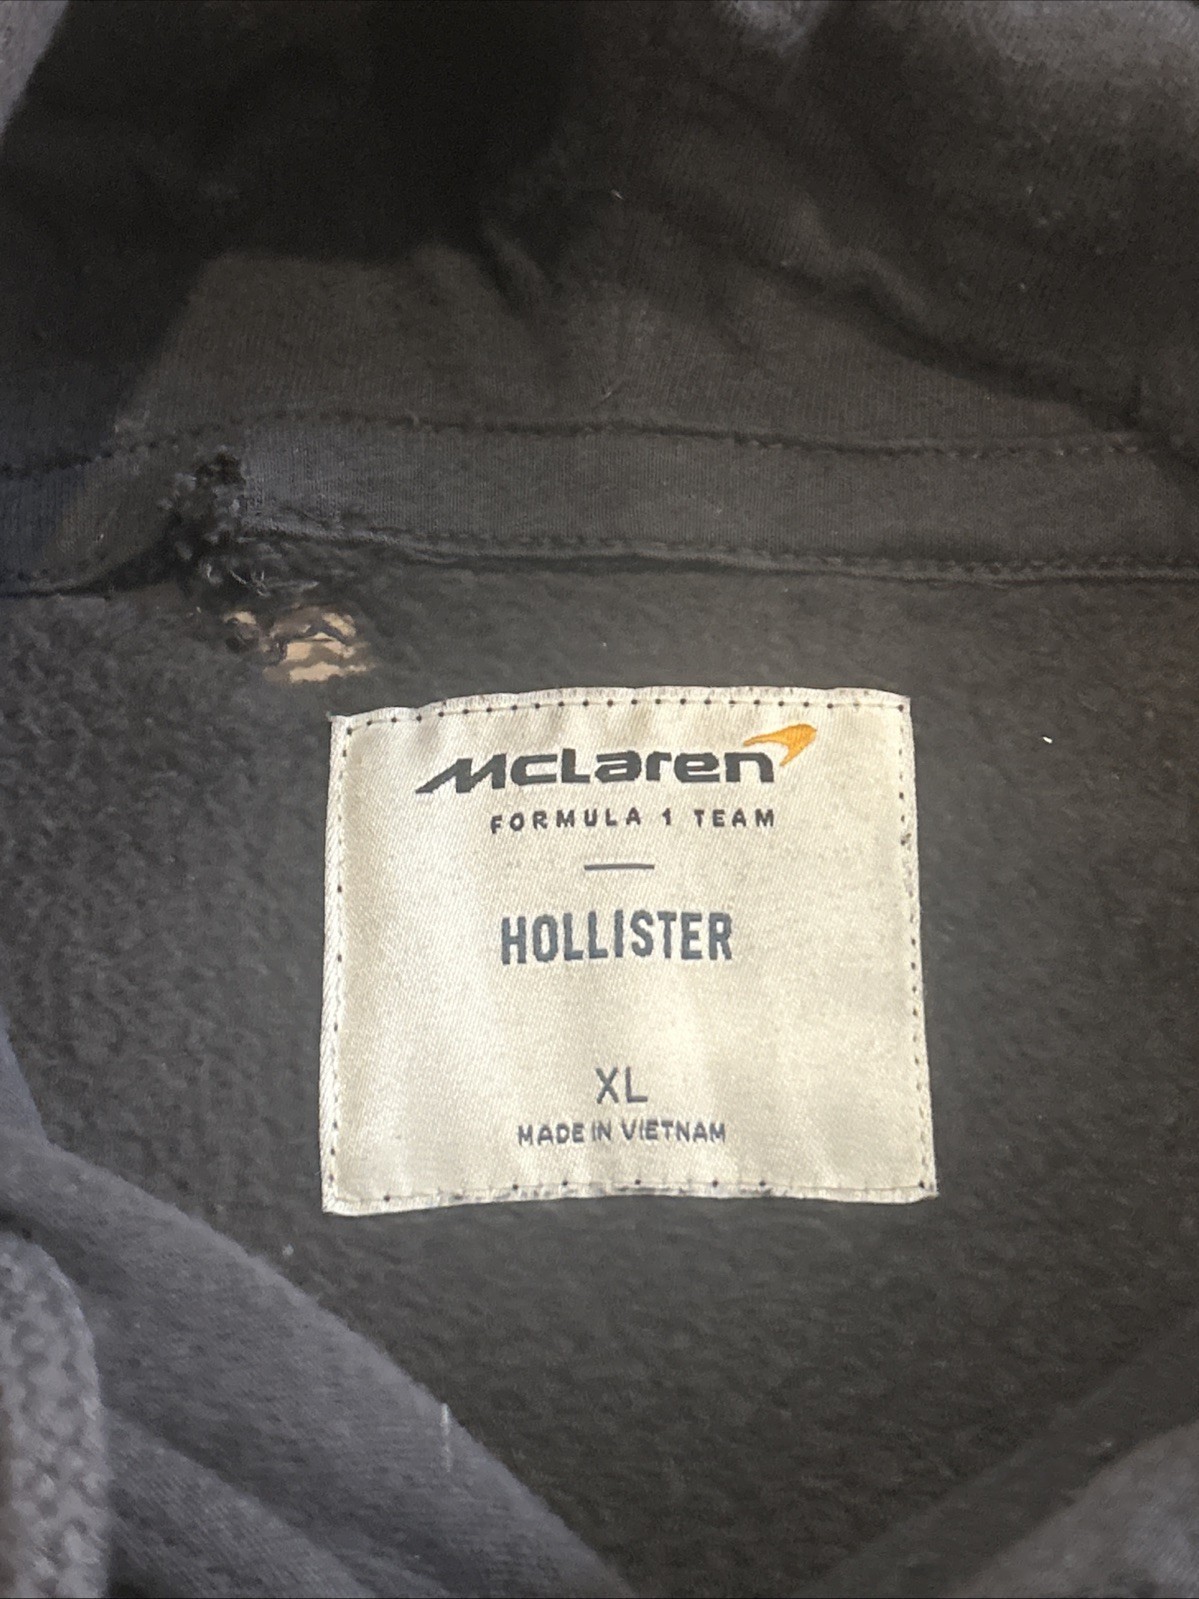 McLaren
FORMULA 1 TEAM
HOLLISTER
XL
MADE IN VIETNAM